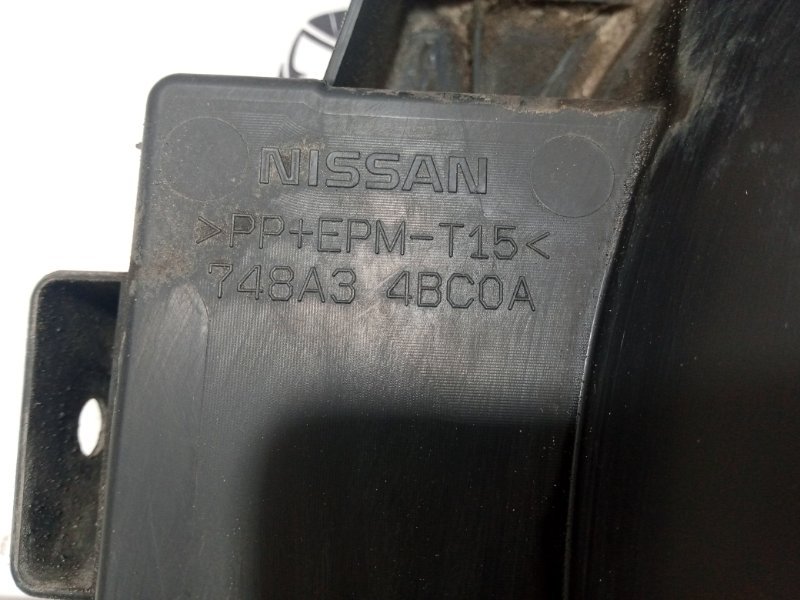 NISSAN
>PP+EPM-T15<
748A3 4BC0A